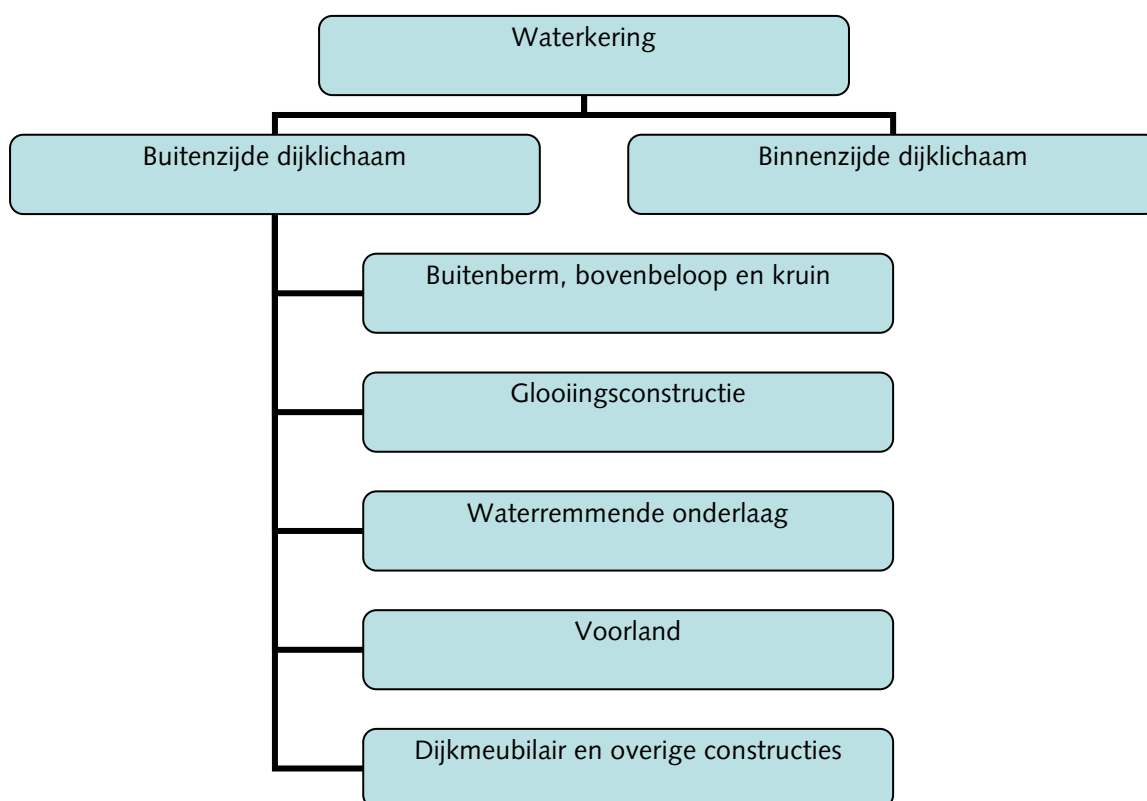 Waterkering
Buitenzijde dijklichaam
Binnenzijde dijklichaam
Buitenberm, bovenbeloop en kruin
Glooiingsconstructie
Waterremmende onderlaag
Voorland
Dijkmeubilair en overige constructies